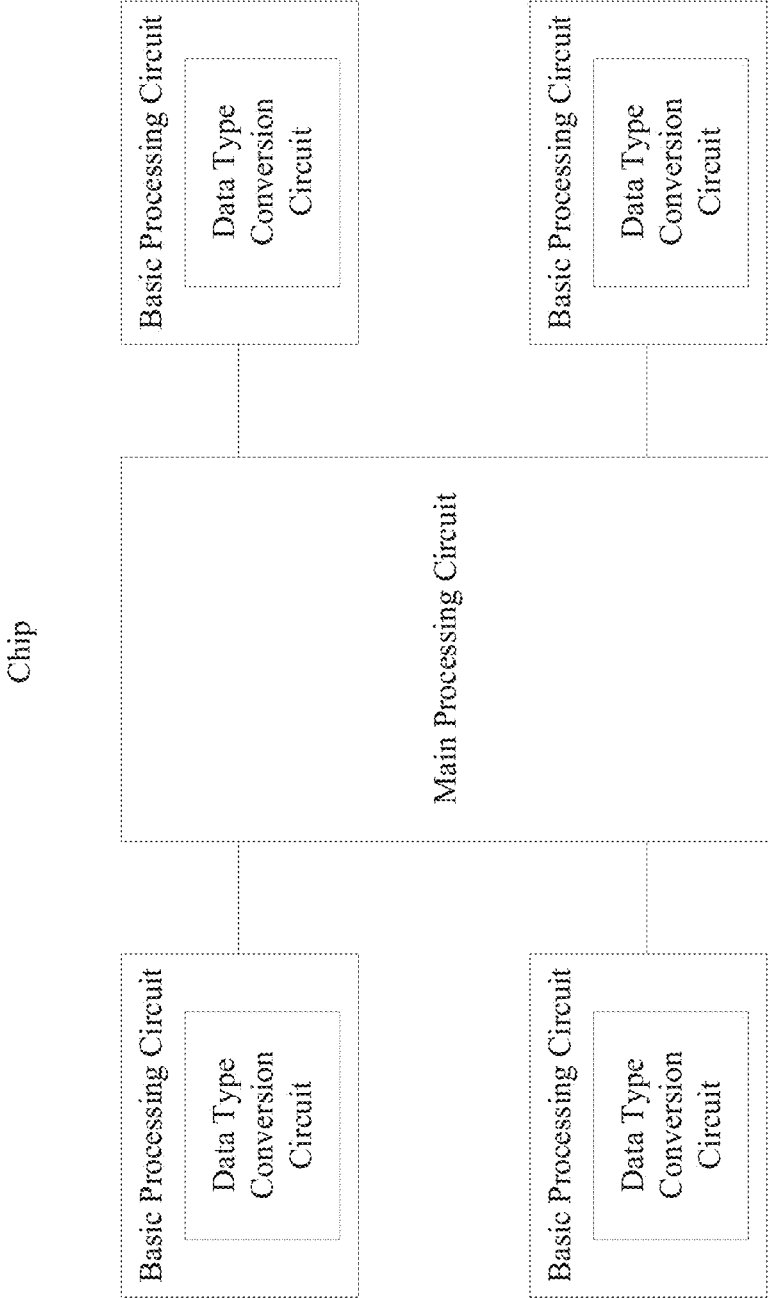 Chip
Basic Processing Circuit
Data Type
Conversion
Circuit
Main Processing Circuit
Basic Processing Circuit
Data Type
Conversion
Circuit
Basic Processing Circuit
Data Type
Conversion
Circuit
Basic Processing Circuit
Data Type
Conversion
Circuit